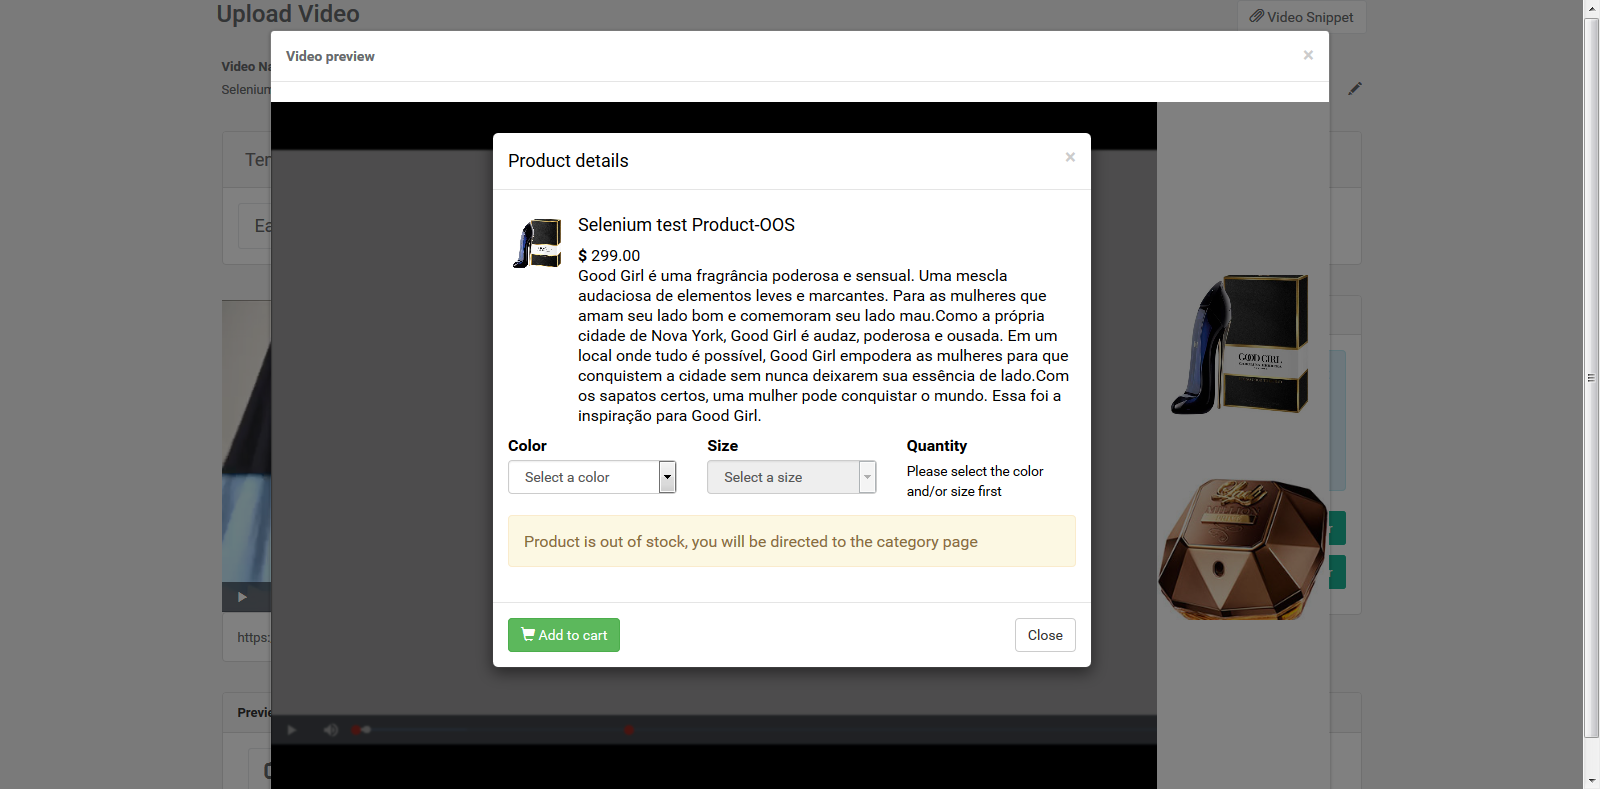 Upload Video
Video Snippet
Video preview
×
Video Na
Selenium
Product details
×
Selenium test Product-OOS
$ 299.00
Good Girl é uma fragrância poderosa e sensual. Uma mescla
audaciosa de elementos leves e marcantes. Para as mulheres que
amam seu lado bom e comemoram seu lado mau.Como a própria
cidade de Nova York, Good Girl é audaz, poderosa e ousada. Em um
local onde tudo é possível, Good Girl empodera as mulheres para que
conquistem a cidade sem nunca deixarem sua essência de lado.Com
os sapatos certos, uma mulher pode conquistar o mundo. Essa foi a
inspiração para Good Girl.
Color
Size
Quantity
Select a color
Select a size
Please select the color
and/or size first
Product is out of stock, you will be directed to the category page
Add to cart
Close
GOOD GIRL
CAROLINA HERRERA
Lady
MILLION
https:
Previe